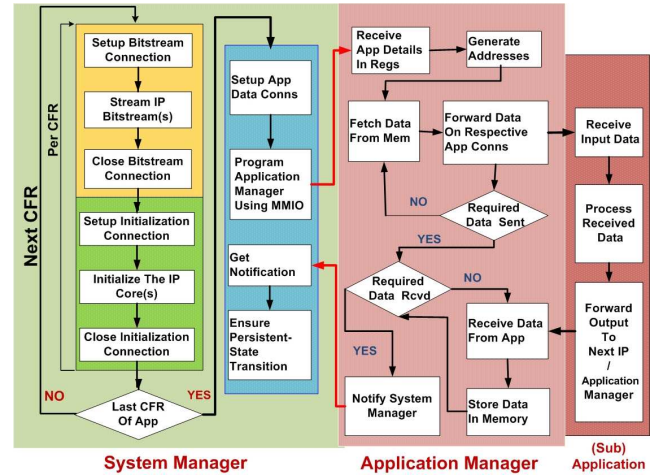 Next CFR
Per CFR
Setup Bitstream
Connection
Stream IP
Bitstream(s)
Close Bitstream
Connection
Setup Initialization
Connection
Initialize The IP
Core(s)
Close Initialization
Connection
NO
Last CFR
Of App
YES
Setup App
Data Conns
Program
Application
Manager
Using MMIO
Get
Notification
Ensure
Persistent-
State
Transition
System Manager
Receive
App Details
In Regs
Generate
Addresses
Fetch Data
From Mem
Forward Data
On Respective
App Conns
NO
Required
Data Sent
YES
Required
Data Rcvd
NO
YES
Receive Data
From App
Notify System
Manager
Store Data
In Memory
Application Manager
Receive
Input Data
Process
Received
Data
Forward
Output
To
Next IP
/
Application
Manager
(Sub)
Application